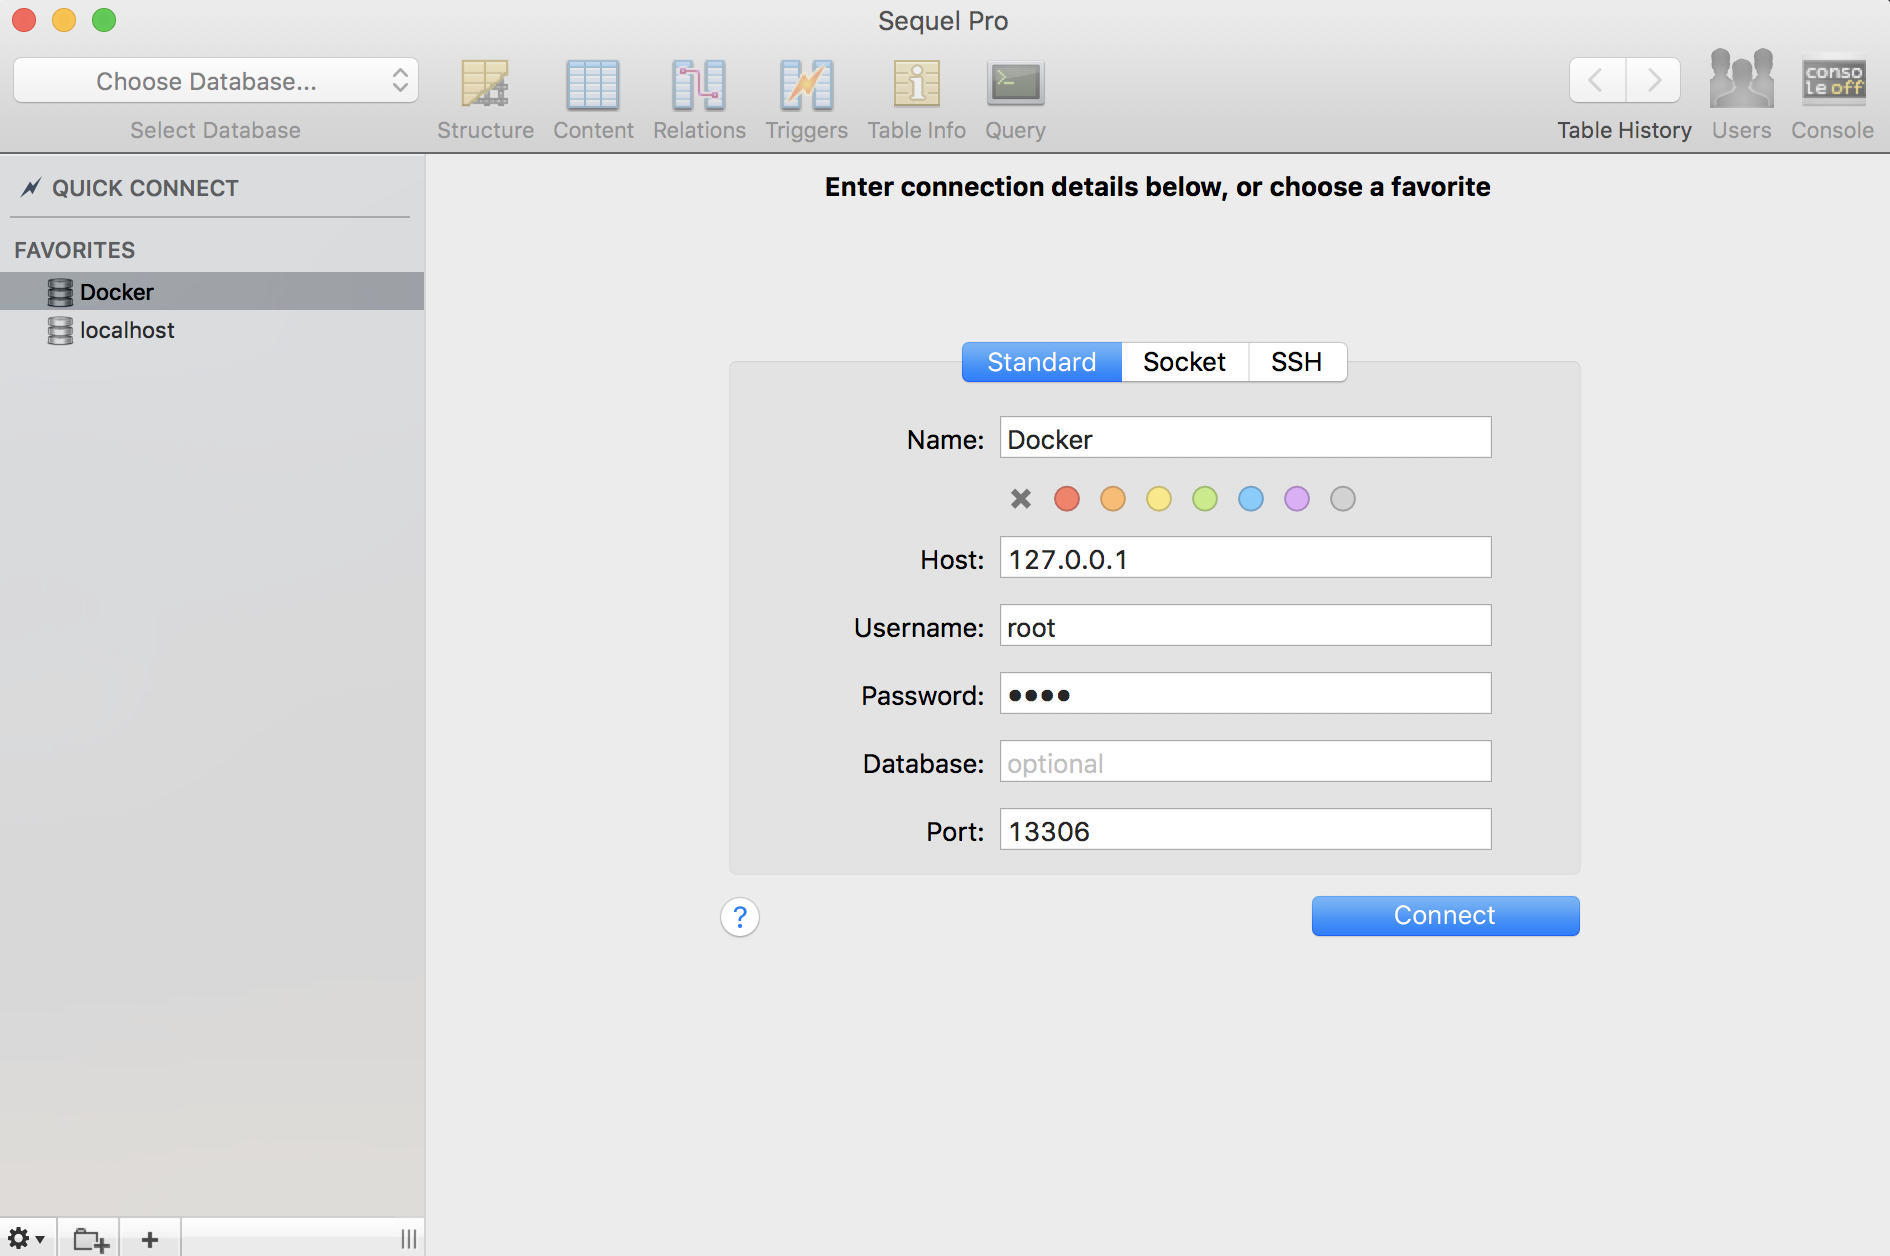 Sequel Pro
Choose Database...
Select Database
Structure
Content
Relations
Triggers
Table Info
Query
Table History
Users
conso
le off
Console
QUICK CONNECT
FAVORITES
Docker
localhost
Enter connection details below, or choose a favorite
Standard
Socket
SSH
Name: Docker
Host: 127.0.0.1
Username: root
Password: ●●●●
Database: optional
Port: 13306
?
Connect